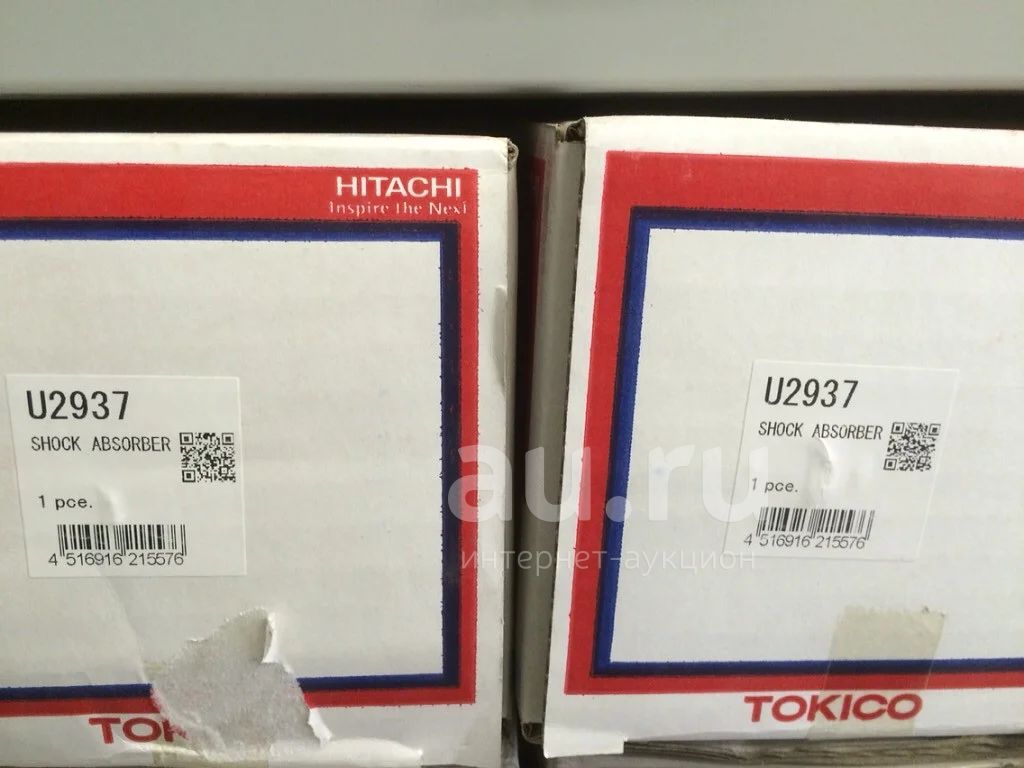 HITACHI
Inspire the Next
U2937
SHOCK ABSORBER
1 pce.
4 516916 215576
TOK
U2937
SHOCK ABSORBER
1 pce.
4 516916 215576
TOKICO
au.ru
интернет-аукцион